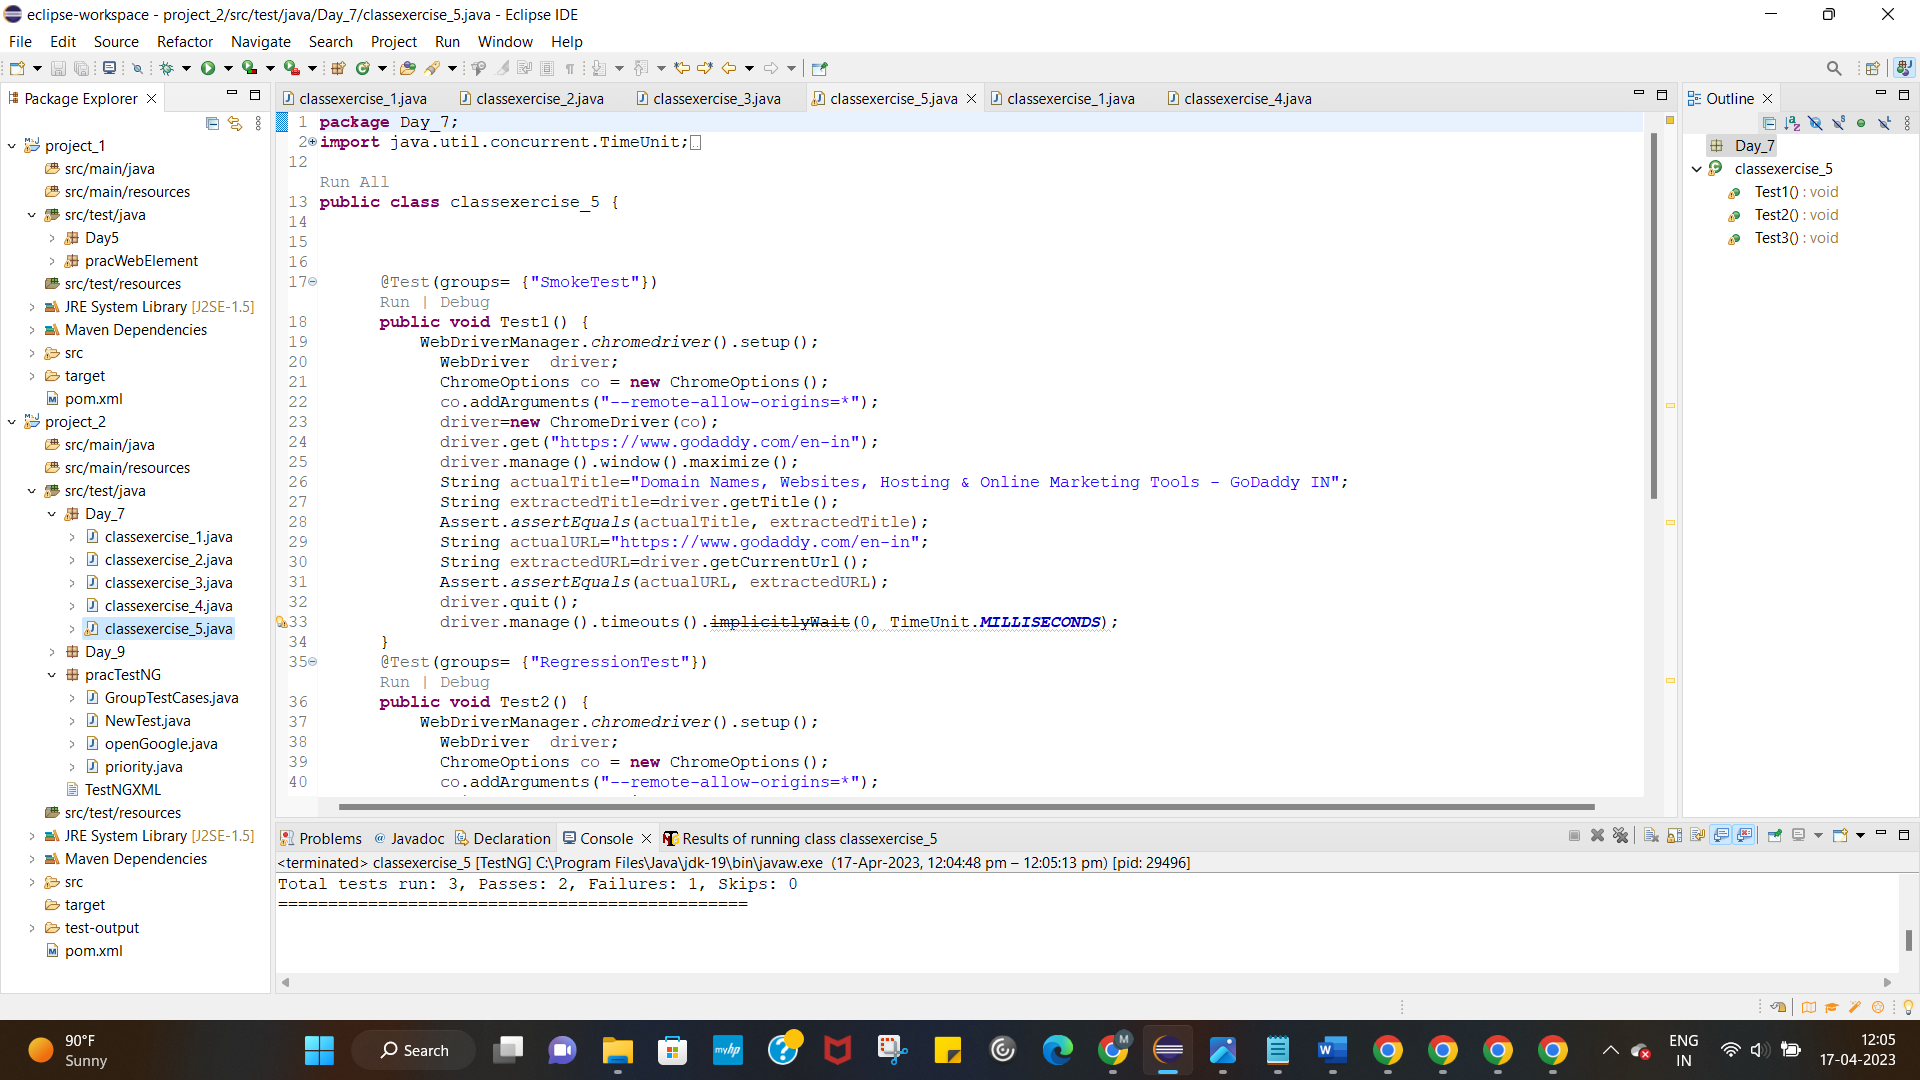 eclipse-workspace - project_2/src/test/java/Day_7/classexercise_5.java - Eclipse IDE
File Edit Source Refactor Navigate Search Project Run Window Help
Package Explorer
project_1
src/main/java
src/main/resources
src/test/java
Day5
pracWebElement
src/test/resources
JRE System Library [J2SE-1.5]
Maven Dependencies
src
target
pom.xml
project_2
src/main/java
src/main/resources
src/test/java
Day_7
classexercise_1.java
classexercise_2.java
classexercise_3.java
classexercise_4.java
classexercise_5.java
Day_9
pracTestNG
GroupTestCases.java
NewTest.java
openGoogle.java
priority.java
TestNGXML
src/test/resources
JRE System Library [J2SE-1.5]
Maven Dependencies
src
target
test-output
pom.xml
classexercise_1.java classexercise_2.java classexercise_3.java classexercise_5.java classexercise_1.java classexercise_4.java
1 package Day_7;
2 import java.util.concurrent.TimeUnit;
12
Run All
13 public class classexercise_5 {
14
15
16
17 @Test(groups= {"SmokeTest"})
Run | Debug
18 public void Test1() {
19 WebDriverManager.chromedriver().setup();
20 WebDriver driver;
21 ChromeOptions co = new ChromeOptions();
22 co.addArguments("--remote-allow-origins=*");
23 driver=new ChromeDriver(co);
24 driver.get("https://www.godaddy.com/en-in");
25 driver.manage().window().maximize();
26 String actualTitle="Domain Names, Websites, Hosting & Online Marketing Tools - GoDaddy IN";
27 String extractedTitle=driver.getTitle();
28 Assert.assertEquals(actualTitle, extractedTitle);
29 String actualURL="https://www.godaddy.com/en-in";
30 String extractedURL=driver.getCurrentUrl();
31 Assert.assertEquals(actualURL, extractedURL);
32 driver.quit();
33 driver.manage().timeouts().implicitlyWait(0, TimeUnit.MILLISECONDS);
34 }
35 @Test(groups= {"RegressionTest"})
Run | Debug
36 public void Test2() {
37 WebDriverManager.chromedriver().setup();
38 WebDriver driver;
39 ChromeOptions co = new ChromeOptions();
40 co.addArguments("--remote-allow-origins=*");
Outline
Day_7
classexercise_5
Test1() : void
Test2() : void
Test3() : void
Problems @ Javadoc Declaration Console Results of running class classexercise_5
<terminated> classexercise_5 [TestNG] C:\Program Files\Java\jdk-19\bin\javaw.exe (17-Apr-2023, 12:04:48 pm – 12:05:13 pm) [pid: 29496]
Total tests run: 3, Passes: 2, Failures: 1, Skips: 0
===============================================
90°F
Sunny
Search
myhp
M
ENG
IN
12:05
17-04-2023